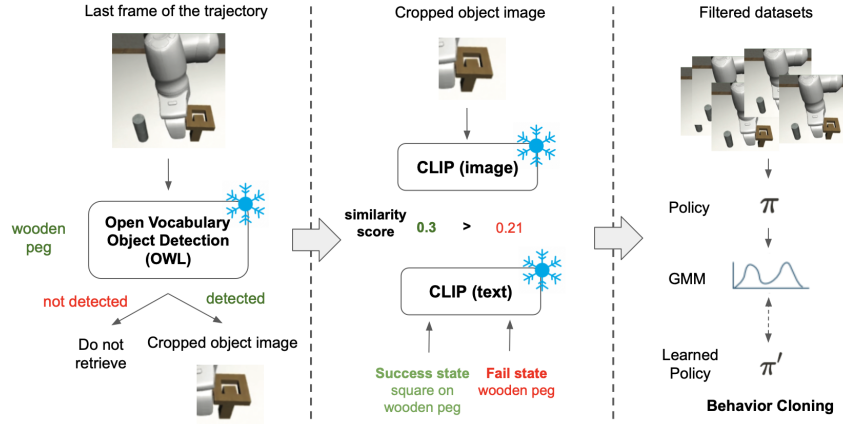 Last frame of the trajectory
wooden
peg
Open Vocabulary
Object Detection
(OWL)
not detected
detected
Do not
retrieve
Cropped object image
Cropped object image
CLIP (image)
similarity
score
0.3 > 0.21
CLIP (text)
Success state
square on
wooden peg
Fail state
wooden peg
Filtered datasets
Policy π
GMM
Learned
Policy
π′
Behavior Cloning